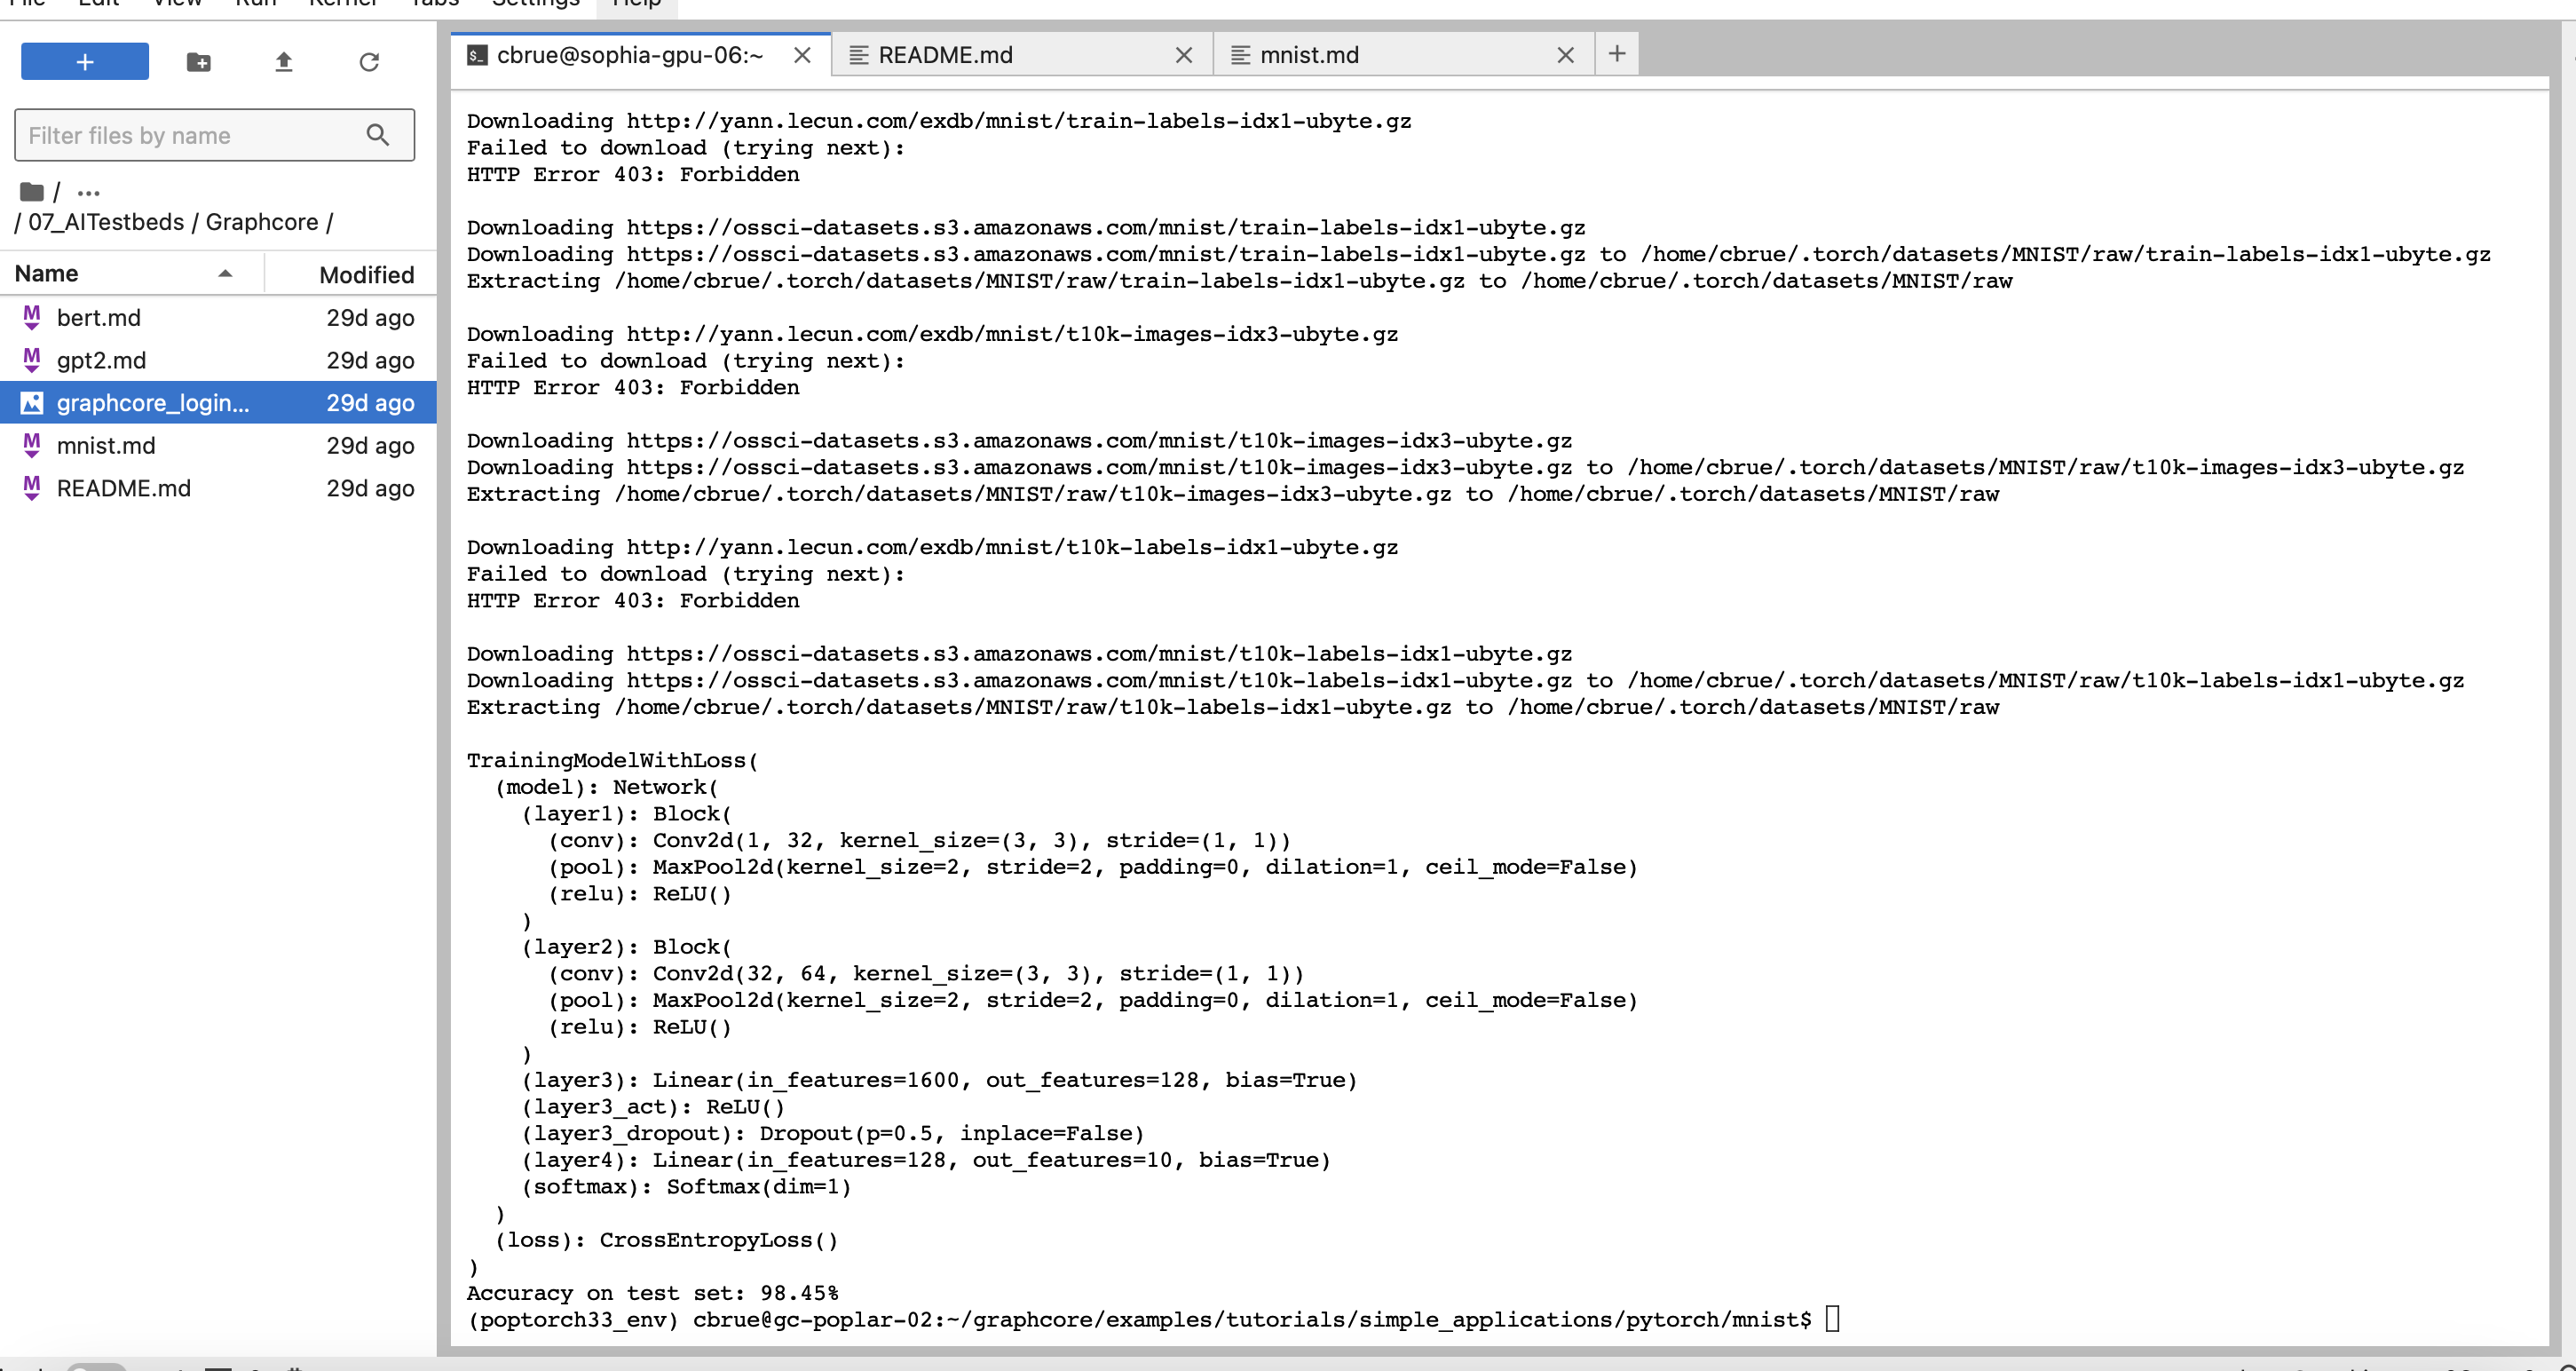 File Edit View Run Kernel Tabs Settings Help
+
Filter files by name
/ ...
/ 07_AITestbeds / Graphcore /
Name Modified
bert.md 29d ago
gpt2.md 29d ago
graphcore_login... 29d ago
mnist.md 29d ago
README.md 29d ago
cbrue@sophia-gpu-06:~ README.md mnist.md +
Downloading http://yann.lecun.com/exdb/mnist/train-labels-idx1-ubyte.gz
Failed to download (trying next):
HTTP Error 403: Forbidden
Downloading https://ossci-datasets.s3.amazonaws.com/mnist/train-labels-idx1-ubyte.gz
Downloading https://ossci-datasets.s3.amazonaws.com/mnist/train-labels-idx1-ubyte.gz to /home/cbrue/.torch/datasets/MNIST/raw/train-labels-idx1-ubyte.gz
Extracting /home/cbrue/.torch/datasets/MNIST/raw/train-labels-idx1-ubyte.gz to /home/cbrue/.torch/datasets/MNIST/raw
Downloading http://yann.lecun.com/exdb/mnist/t10k-images-idx3-ubyte.gz
Failed to download (trying next):
HTTP Error 403: Forbidden
Downloading https://ossci-datasets.s3.amazonaws.com/mnist/t10k-images-idx3-ubyte.gz
Downloading https://ossci-datasets.s3.amazonaws.com/mnist/t10k-images-idx3-ubyte.gz to /home/cbrue/.torch/datasets/MNIST/raw/t10k-images-idx3-ubyte.gz
Extracting /home/cbrue/.torch/datasets/MNIST/raw/t10k-images-idx3-ubyte.gz to /home/cbrue/.torch/datasets/MNIST/raw
Downloading http://yann.lecun.com/exdb/mnist/t10k-labels-idx1-ubyte.gz
Failed to download (trying next):
HTTP Error 403: Forbidden
Downloading https://ossci-datasets.s3.amazonaws.com/mnist/t10k-labels-idx1-ubyte.gz
Downloading https://ossci-datasets.s3.amazonaws.com/mnist/t10k-labels-idx1-ubyte.gz to /home/cbrue/.torch/datasets/MNIST/raw/t10k-labels-idx1-ubyte.gz
Extracting /home/cbrue/.torch/datasets/MNIST/raw/t10k-labels-idx1-ubyte.gz to /home/cbrue/.torch/datasets/MNIST/raw
TrainingModelWithLoss(
  (model): Network(
    (layer1): Block(
      (conv): Conv2d(1, 32, kernel_size=(3, 3), stride=(1, 1))
      (pool): MaxPool2d(kernel_size=2, stride=2, padding=0, dilation=1, ceil_mode=False)
      (relu): ReLU()
    )
    (layer2): Block(
      (conv): Conv2d(32, 64, kernel_size=(3, 3), stride=(1, 1))
      (pool): MaxPool2d(kernel_size=2, stride=2, padding=0, dilation=1, ceil_mode=False)
      (relu): ReLU()
    )
    (layer3): Linear(in_features=1600, out_features=128, bias=True)
    (layer3_act): ReLU()
    (layer3_dropout): Dropout(p=0.5, inplace=False)
    (layer4): Linear(in_features=128, out_features=10, bias=True)
    (softmax): Softmax(dim=1)
  )
  (loss): CrossEntropyLoss()
)
Accuracy on test set: 98.45%
(poptorch33_env) cbrue@gc-poplar-02:~/graphcore/examples/tutorials/simple_applications/pytorch/mnist$